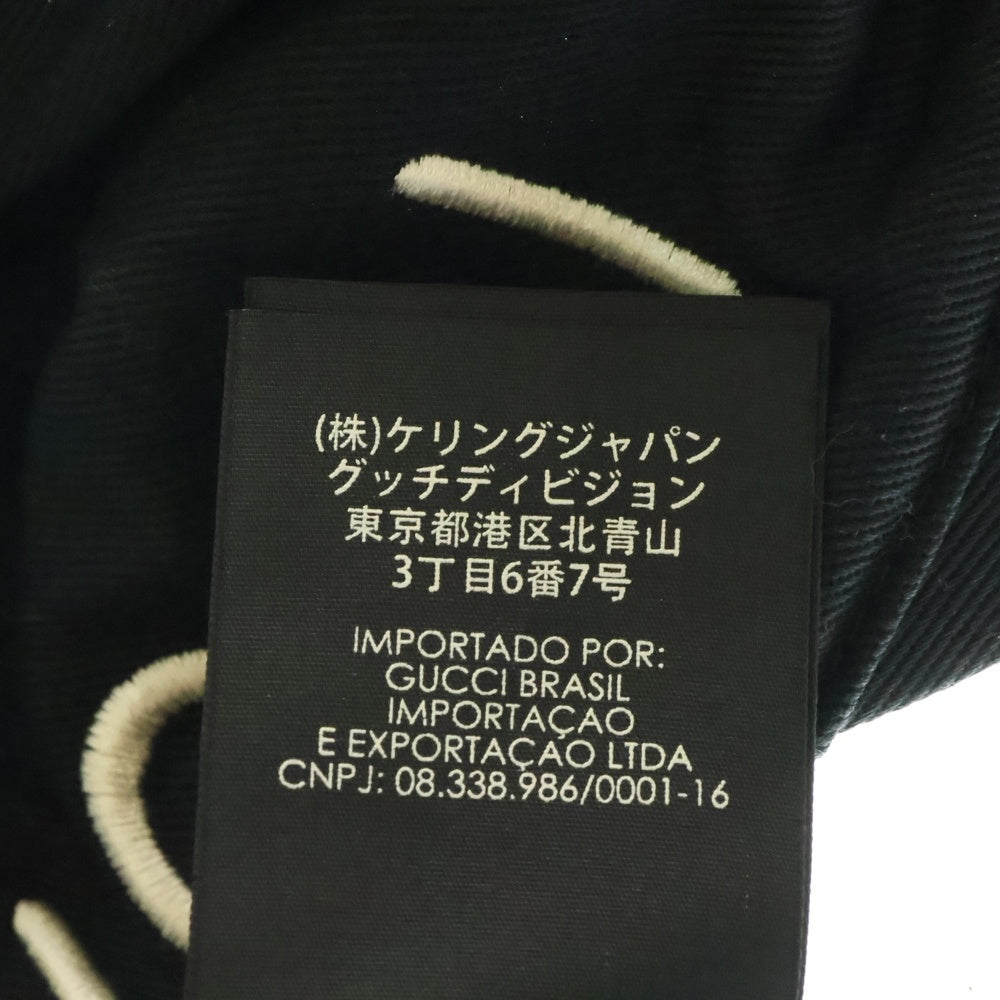 (株)ケリングジャパン
グッチディビジョン
東京都港区北青山
3丁目6番7号
IMPORTADO POR:
GUCCI BRASIL
IMPORTAÇAO
E EXPORTAÇAO LTDA
CNPJ: 08.338.986/0001-16